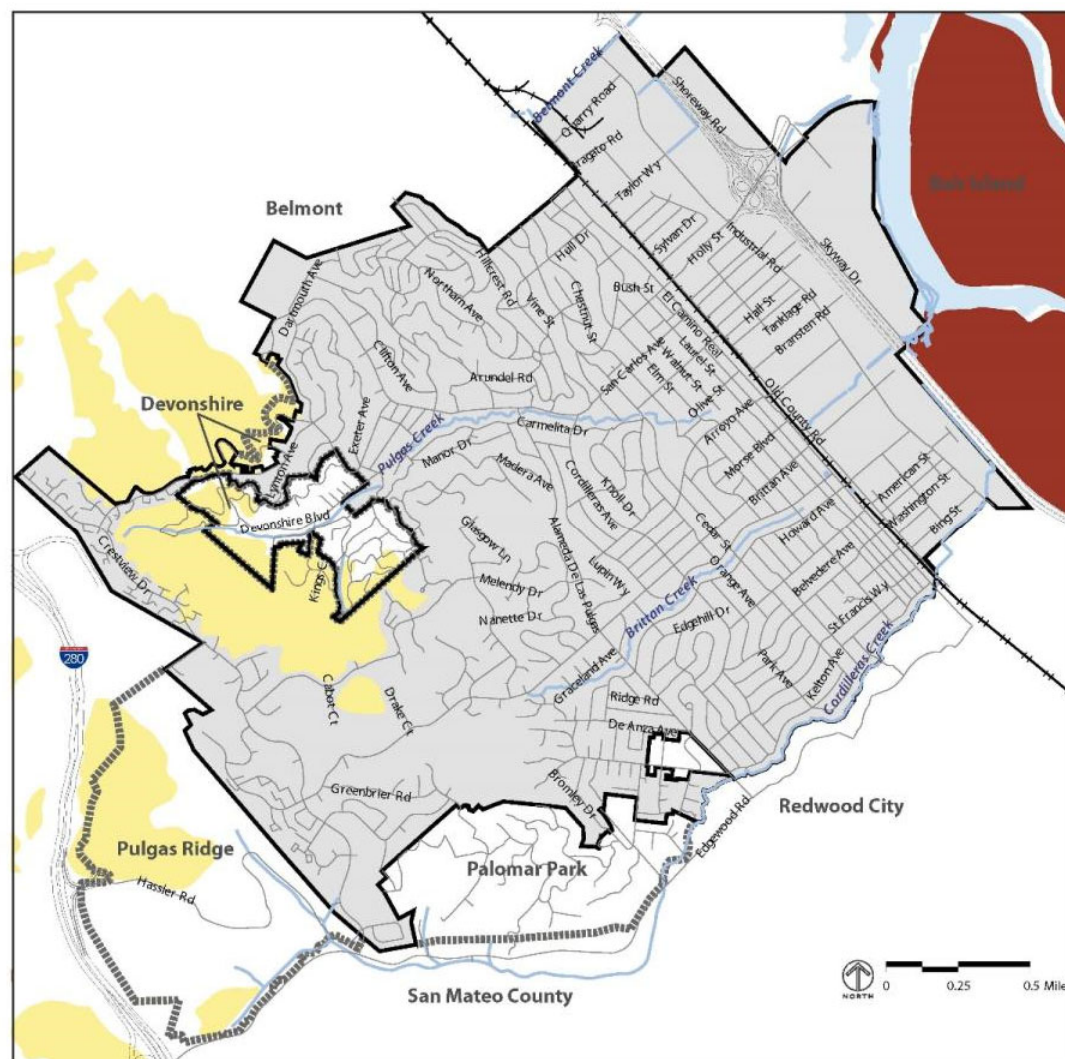 Belmont Creek
Quarry Road
Shoreway Rd
Bragato Rd
Taylor Wy
Bair Island
Belmont
Hull Dr
Sylvan Dr
Holly St
Industrial Rd
Skyway Dr
Dartmouth Ave
Hillcrest Rd
Northam Ave
Vine St
Chestnut St
Bush St
El Camino Real
Hall St
Tanklage Rd
Bransten Rd
Laurel St
Walnut St
Elm St
San Carlos Ave
Clifton Ave
Arundel Rd
Olive St
Old County Rd
Devonshire
Exeter Ave
Pulgas Creek
Carmelita Dr
Arroyo Ave
Manor Dr
Morse Blvd
Lynton Ave
Madera Ave
Cordilleras Ave
Knoll Dr
Brittan Ave
American St
Washington St
Bing St
Devonshire Blvd
Crestview Dr
Kings C
Glasgow Ln
Alameda De Las Pulgas
Cedar St
Howard Ave
Melendy Dr
Lupin Wy
Orange Ave
Belvedere Ave
Nanette Dr
Brittan Creek
Edgehill Dr
St Francis Wy
280
Graceland Ave
Park Ave
Kelton Ave
Cordilleras Creek
Cabot Ct
Drake Ct
Ridge Rd
De Anza Ave
Greenbrier Rd
Bromley Dr
Edgewood Rd
Redwood City
Pulgas Ridge
Palomar Park
Hassler Rd
San Mateo County
NORTH
0 0.25 0.5 Mile